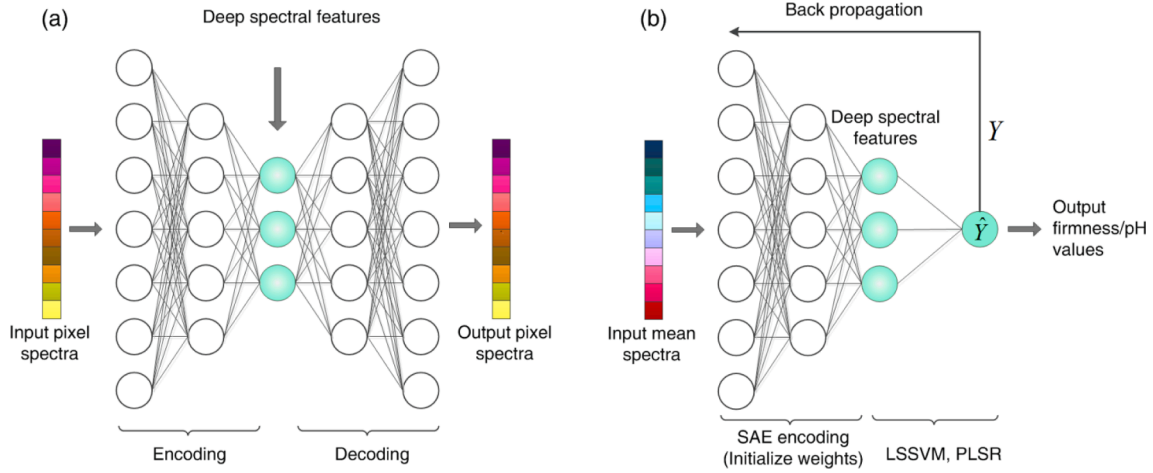 (a)
Deep spectral features
Input pixel
spectra
Output pixel
spectra
Encoding
Decoding
(b)
Back propagation
Deep spectral
features
Y
Ŷ
Output
firmness/pH
values
Input mean
spectra
SAE encoding
(Initialize weights)
LSSVM, PLSR